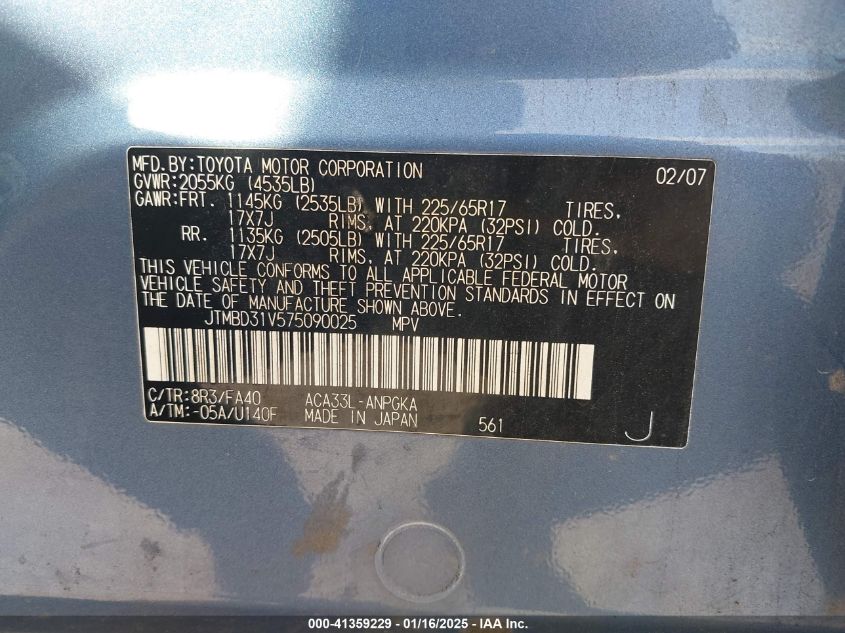 MFD.BY:TOYOTA MOTOR CORPORATION 02/07
GVWR:2055KG (4535LB)
GAWR:FRT. 1145KG (2535LB) WITH 225/65R17 TIRES,
17X7J RIMS, AT 220KPA (32PSI) COLD.
RR. 1135KG (2505LB) WITH 225/65R17 TIRES,
17X7J RIMS, AT 220KPA (32PSI) COLD.
THIS VEHICLE CONFORMS TO ALL APPLICABLE FEDERAL MOTOR
VEHICLE SAFETY AND THEFT PREVENTION STANDARDS IN EFFECT ON
THE DATE OF MANUFACTURE SHOWN ABOVE.
JTMBD31V575090025 MPV
C/TR:8R3/FA40 ACA33L-ANPGKA
A/TM:-05A/U140F MADE IN JAPAN 561 J
000-41359229 - 01/16/2025 - IAA Inc.